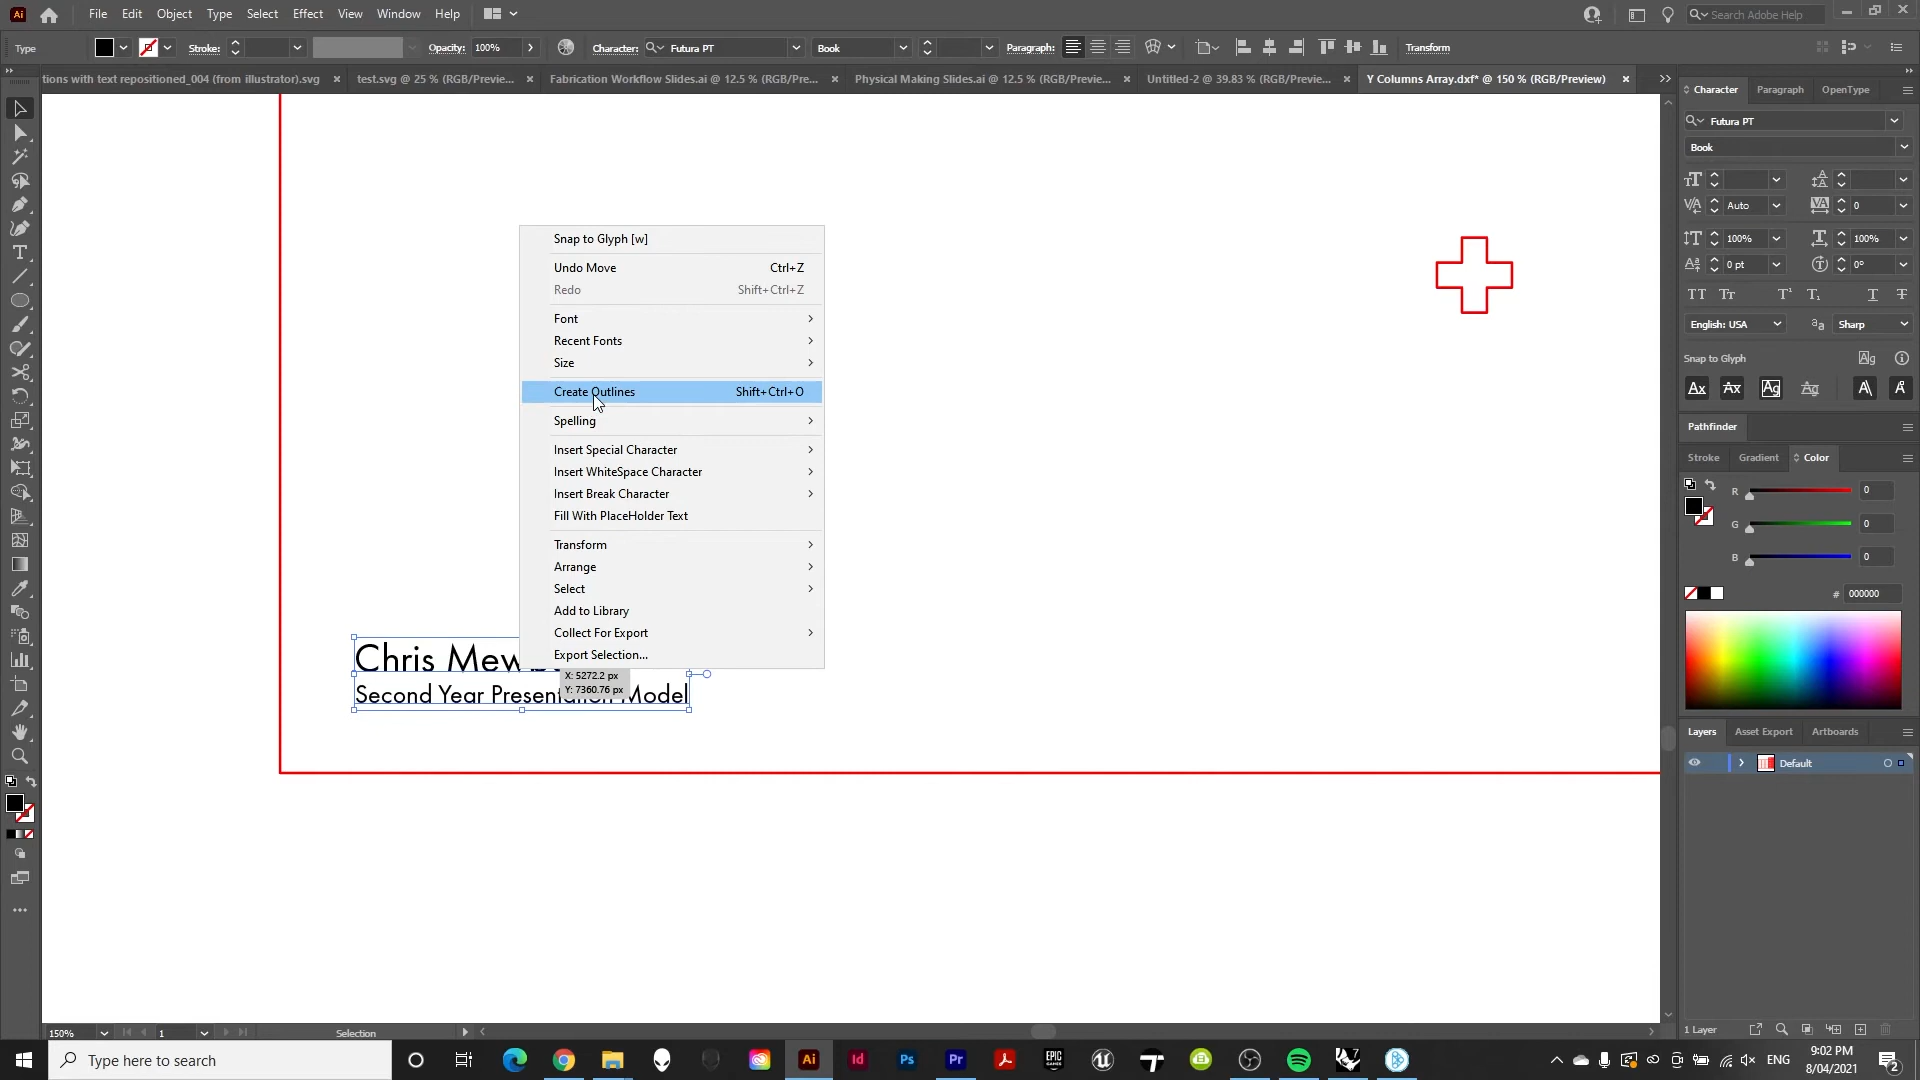 File Edit Object Type Select Effect View Window Help
Search Adobe Help
Type Stroke: Opacity: 100% Character: Futura PT Book Paragraph: Transform
tions with text repositioned_004 (from illustrator).svg × test.svg @ 25 % (RGB/Previe... × Fabrication Workflow Slides.ai @ 12.5 % (RGB/Pre... × Physical Making Slides.ai @ 12.5 % (RGB/Previe... × Untitled-2 @ 39.83 % (RGB/Previe... × Y Columns Array.dxf* @ 150 % (RGB/Preview) ×
Character Paragraph OpenType
Futura PT
Book
Auto 0
100% 100%
0 pt 0°
English: USA Sharp
Snap to Glyph
Pathfinder
Stroke Gradient Color
R 0
G 0
B 0
# 000000
Layers Asset Export Artboards
Default
1 Layer
Snap to Glyph [w]
Undo Move Ctrl+Z
Redo Shift+Ctrl+Z
Font
Recent Fonts
Size
Create Outlines Shift+Ctrl+O
Spelling
Insert Special Character
Insert WhiteSpace Character
Insert Break Character
Fill With PlaceHolder Text
Transform
Arrange
Select
Add to Library
Collect For Export
Export Selection...
Chris
X: 5272.2 px
Y: 7360.76 px
Second Year Presentation Model
150% 1 Selection
Type here to search
ENG
9:02 PM
8/04/2021